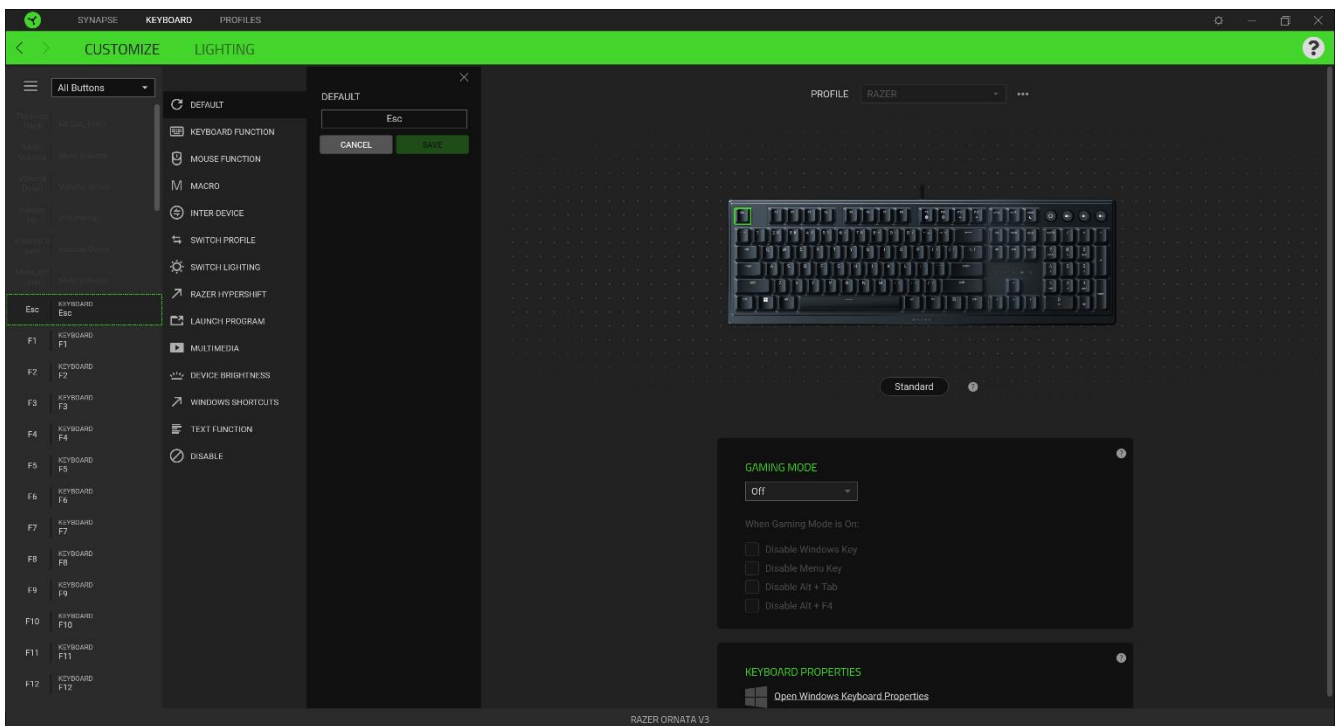 SYNAPSE KEYBOARD PROFILES
CUSTOMIZE LIGHTING
?
All Buttons
Esc KEYBOARD
Esc
F1 KEYBOARD
F1
F2 KEYBOARD
F2
F3 KEYBOARD
F3
F4 KEYBOARD
F4
F5 KEYBOARD
F5
F6 KEYBOARD
F6
F7 KEYBOARD
F7
F8 KEYBOARD
F8
F9 KEYBOARD
F9
F10 KEYBOARD
F10
F11 KEYBOARD
F11
F12 KEYBOARD
F12
DEFAULT
KEYBOARD FUNCTION
MOUSE FUNCTION
MACRO
INTER DEVICE
SWITCH PROFILE
SWITCH LIGHTING
RAZER HYPERSHIFT
LAUNCH PROGRAM
MULTIMEDIA
DEVICE BRIGHTNESS
WINDOWS SHORTCUTS
TEXT FUNCTION
DISABLE
DEFAULT
Esc
CANCEL SAVE
PROFILE RAZER
Standard ?
GAMING MODE ?
Off
When Gaming Mode is On:
Disable Windows Key
Disable Menu Key
Disable Alt + Tab
Disable Alt + F4
KEYBOARD PROPERTIES ?
Open Windows Keyboard Properties
RAZER ORNATA V3